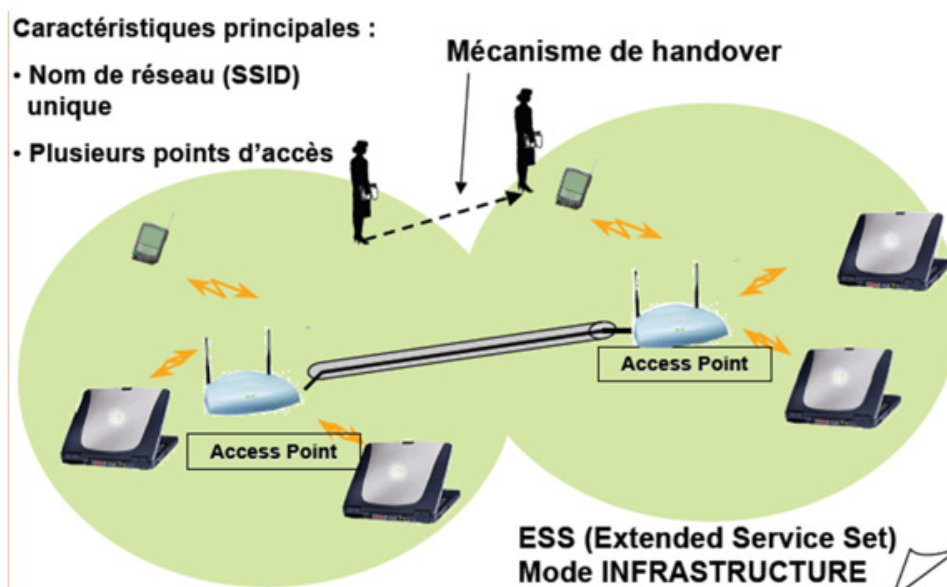 Caractéristiques principales :
• Nom de réseau (SSID)
unique
• Plusieurs points d'accès
Mécanisme de handover
Access Point
Access Point
ESS (Extended Service Set)
Mode INFRASTRUCTURE